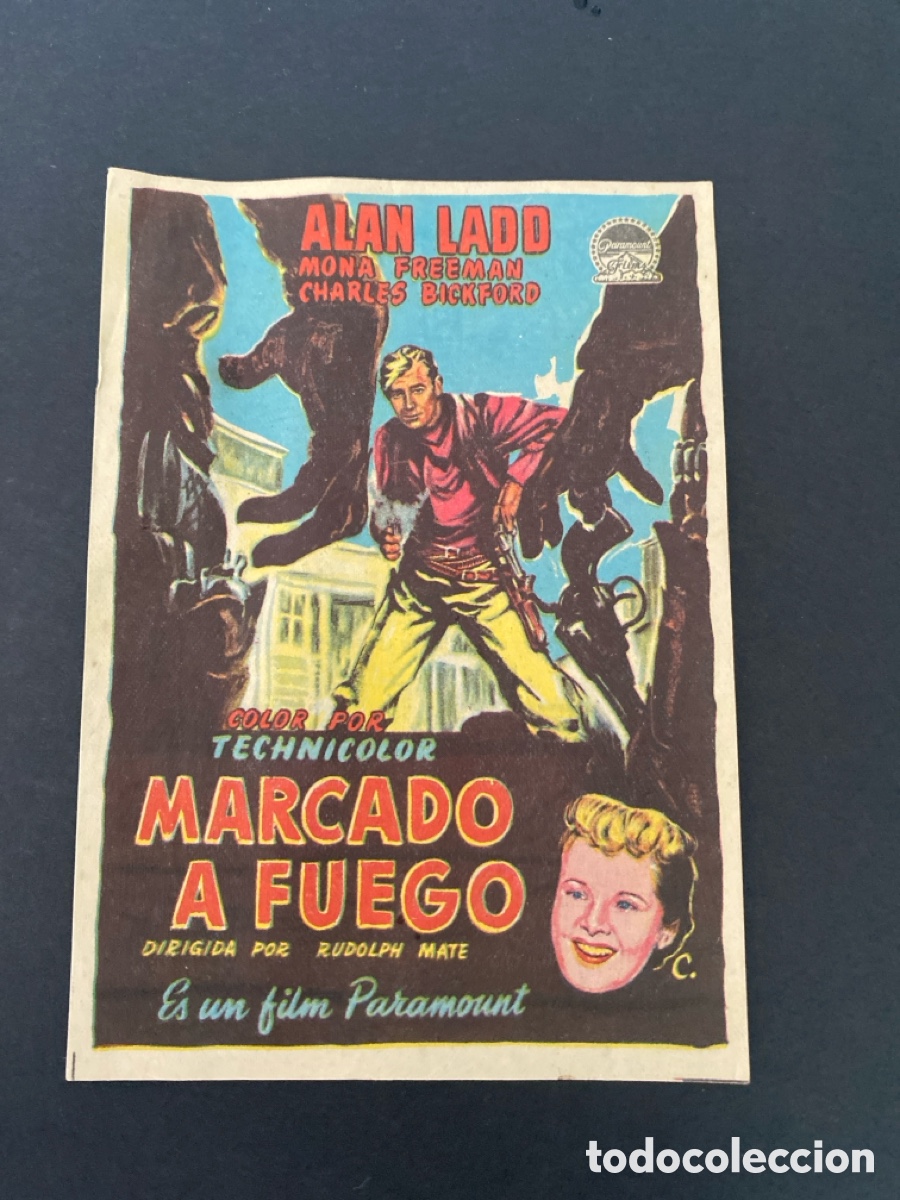 ALAN LADD
MONA FREEMAN
CHARLES BICKFORD
Paramount
Films
COLOR POR
TECHNICOLOR
MARCADO
A FUEGO
DIRIGIDA POR RUDOLPH MATE
C.
Es un film Paramount
todocoleccion